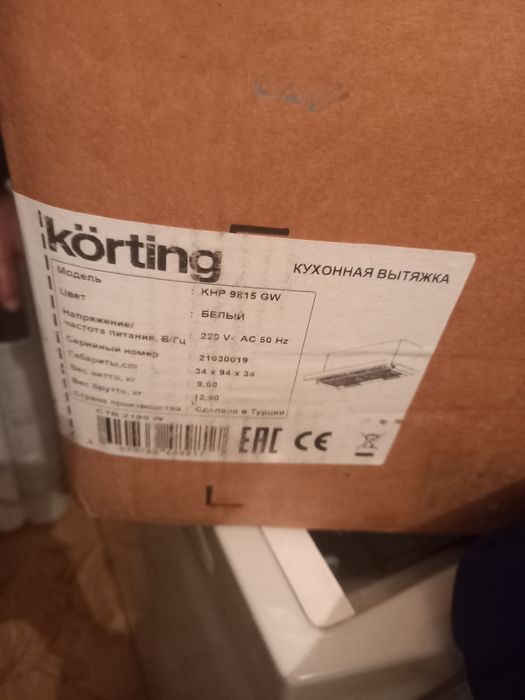 körting
КУХОННАЯ ВЫТЯЖКА
Модель : KHP 9815 GW
Цвет : БЕЛЫЙ
Напряжение/
частота питания, В/Гц : 220 V- AC 50 Hz
Серийный номер : 21030019
Габариты,cm : 34 x 94 x 34
Вес нетто, кг : 9,60
Вес брутто, кг : 12,60
Страна производства : Сделано в Турции
CTB 2190 W
EAC CE